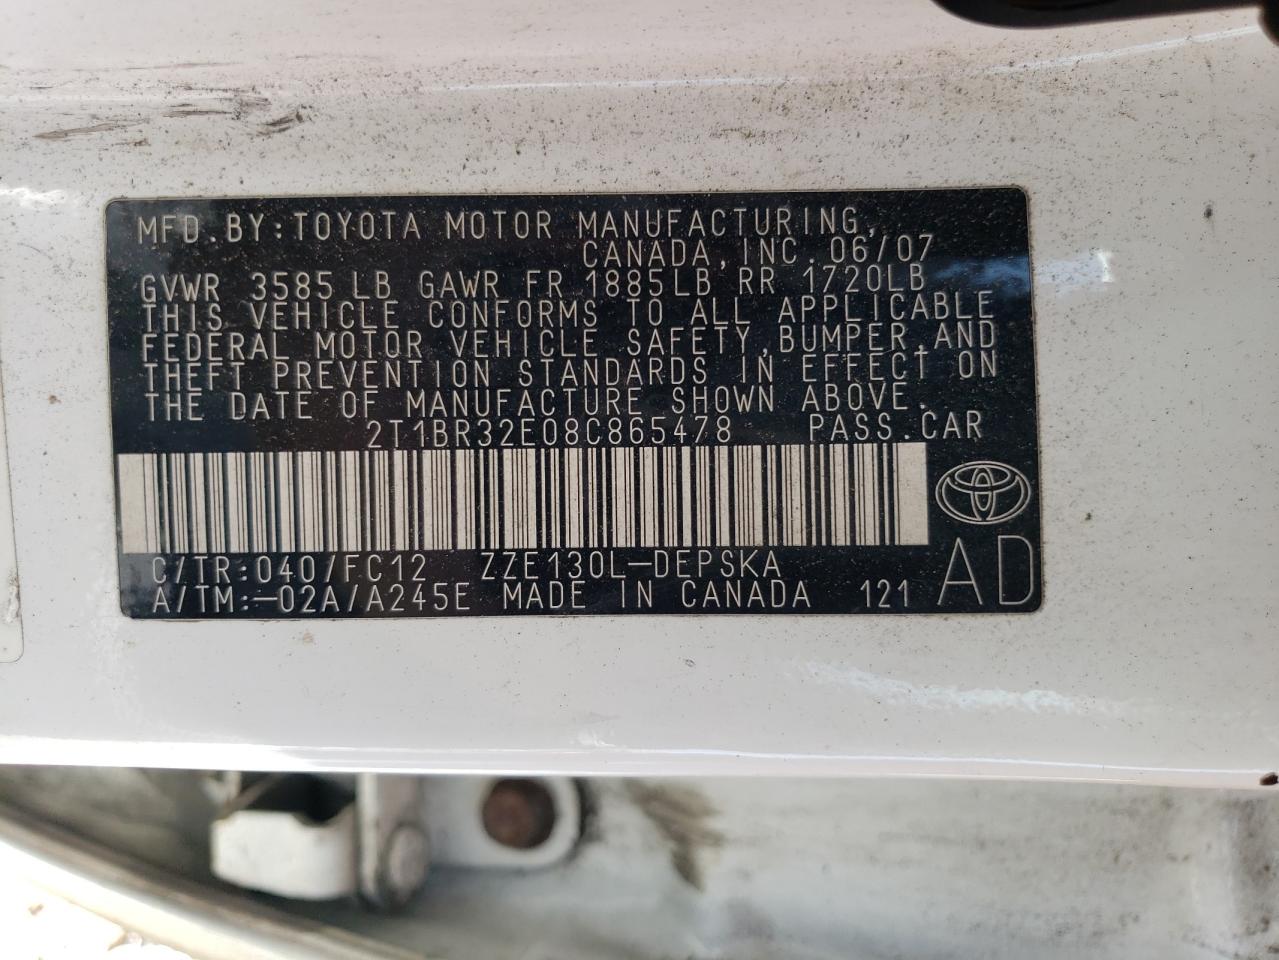 MFD.BY:TOYOTA MOTOR MANUFACTURING,
CANADA,INC.06/07
GVWR 3585LB GAWR FR 1885LB RR 1720LB
THIS VEHICLE CONFORMS TO ALL APPLICABLE
FEDERAL MOTOR VEHICLE SAFETY,BUMPER,AND
THEFT PREVENTION STANDARDS IN EFFECT ON
THE DATE OF MANUFACTURE SHOWN ABOVE.
2T1BR32E08C865478 PASS.CAR
C/TR:040/FC12 ZZE130L-DEPSKA
A/TM:-02A/A245E MADE IN CANADA 121 AD